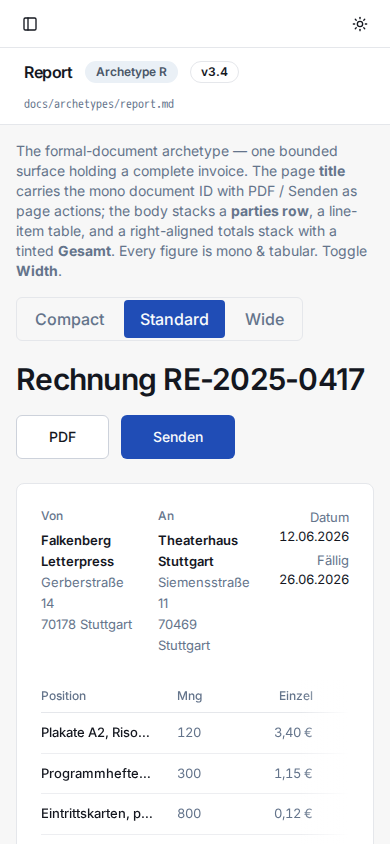 Report Archetype R v3.4
docs/archetypes/report.md
The formal-document archetype — one bounded
surface holding a complete invoice. The page title
carries the mono document ID with PDF / Senden as
page actions; the body stacks a parties row, a line-
item table, and a right-aligned totals stack with a
tinted Gesamt. Every figure is mono & tabular. Toggle
Width.
Compact Standard Wide
Rechnung RE-2025-0417
PDF Senden
Von
Falkenberg
Letterpress
Gerberstraße
14
70178 Stuttgart
An
Theaterhaus
Stuttgart
Siemensstraße
11
70469
Stuttgart
Datum
12.06.2026
Fällig
26.06.2026
Position Mng Einzel
Plakate A2, Riso… 120 3,40 €
Programmhefte… 300 1,15 €
Eintrittskarten, p… 800 0,12 €